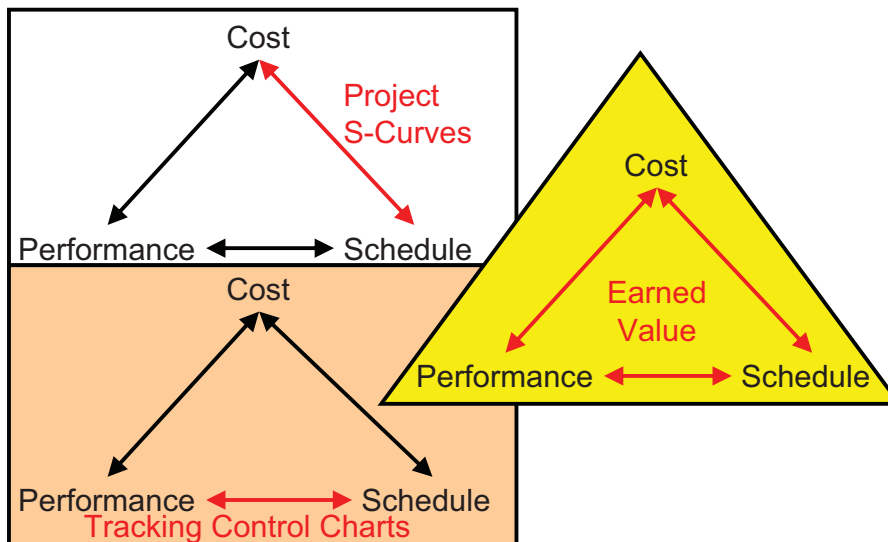 Cost
Project
S-Curves
Performance
Schedule
Cost
Performance
Schedule
Tracking Control Charts
Cost
Earned
Value
Performance
Schedule